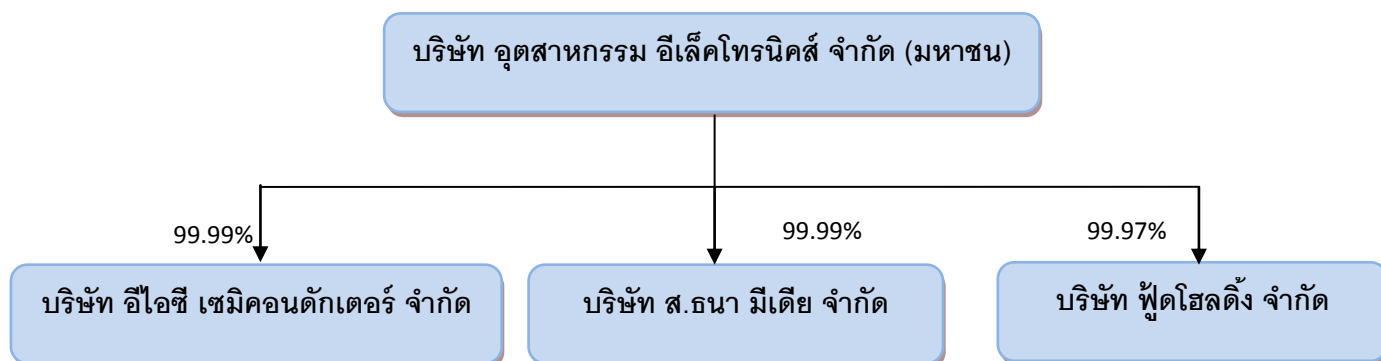 บริษัท อุตสาหกรรม อีเล็คโทรนิคส์ จำกัด (มหาชน)
99.99%
99.99%
99.97%
บริษัท อีไอซี เซมิคอนดักเตอร์ จำกัด
บริษัท ส.ธนา มีเดีย จำกัด
บริษัท ฟู้ดโฮลดิ้ง จำกัด